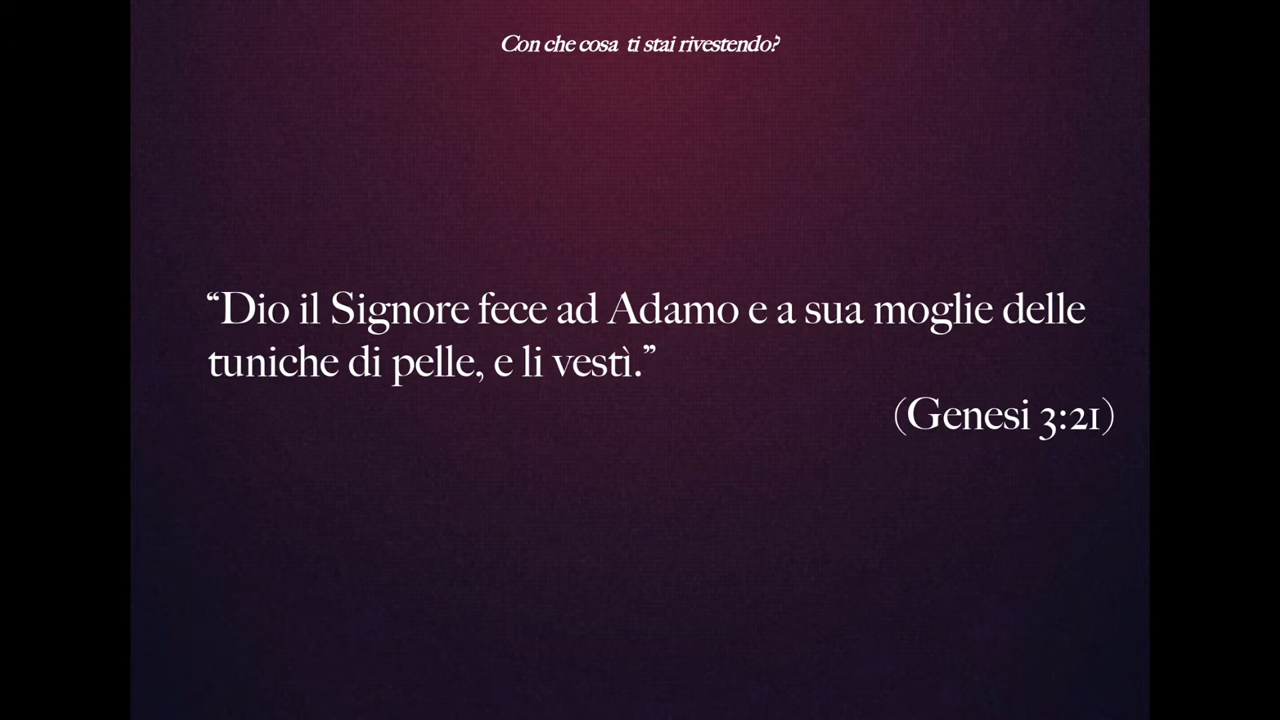 Con che cosa ti stai rivestendo?
“Dio il Signore fece ad Adamo e a sua moglie delle
tuniche di pelle, e li vestì.”
(Genesi 3:21)